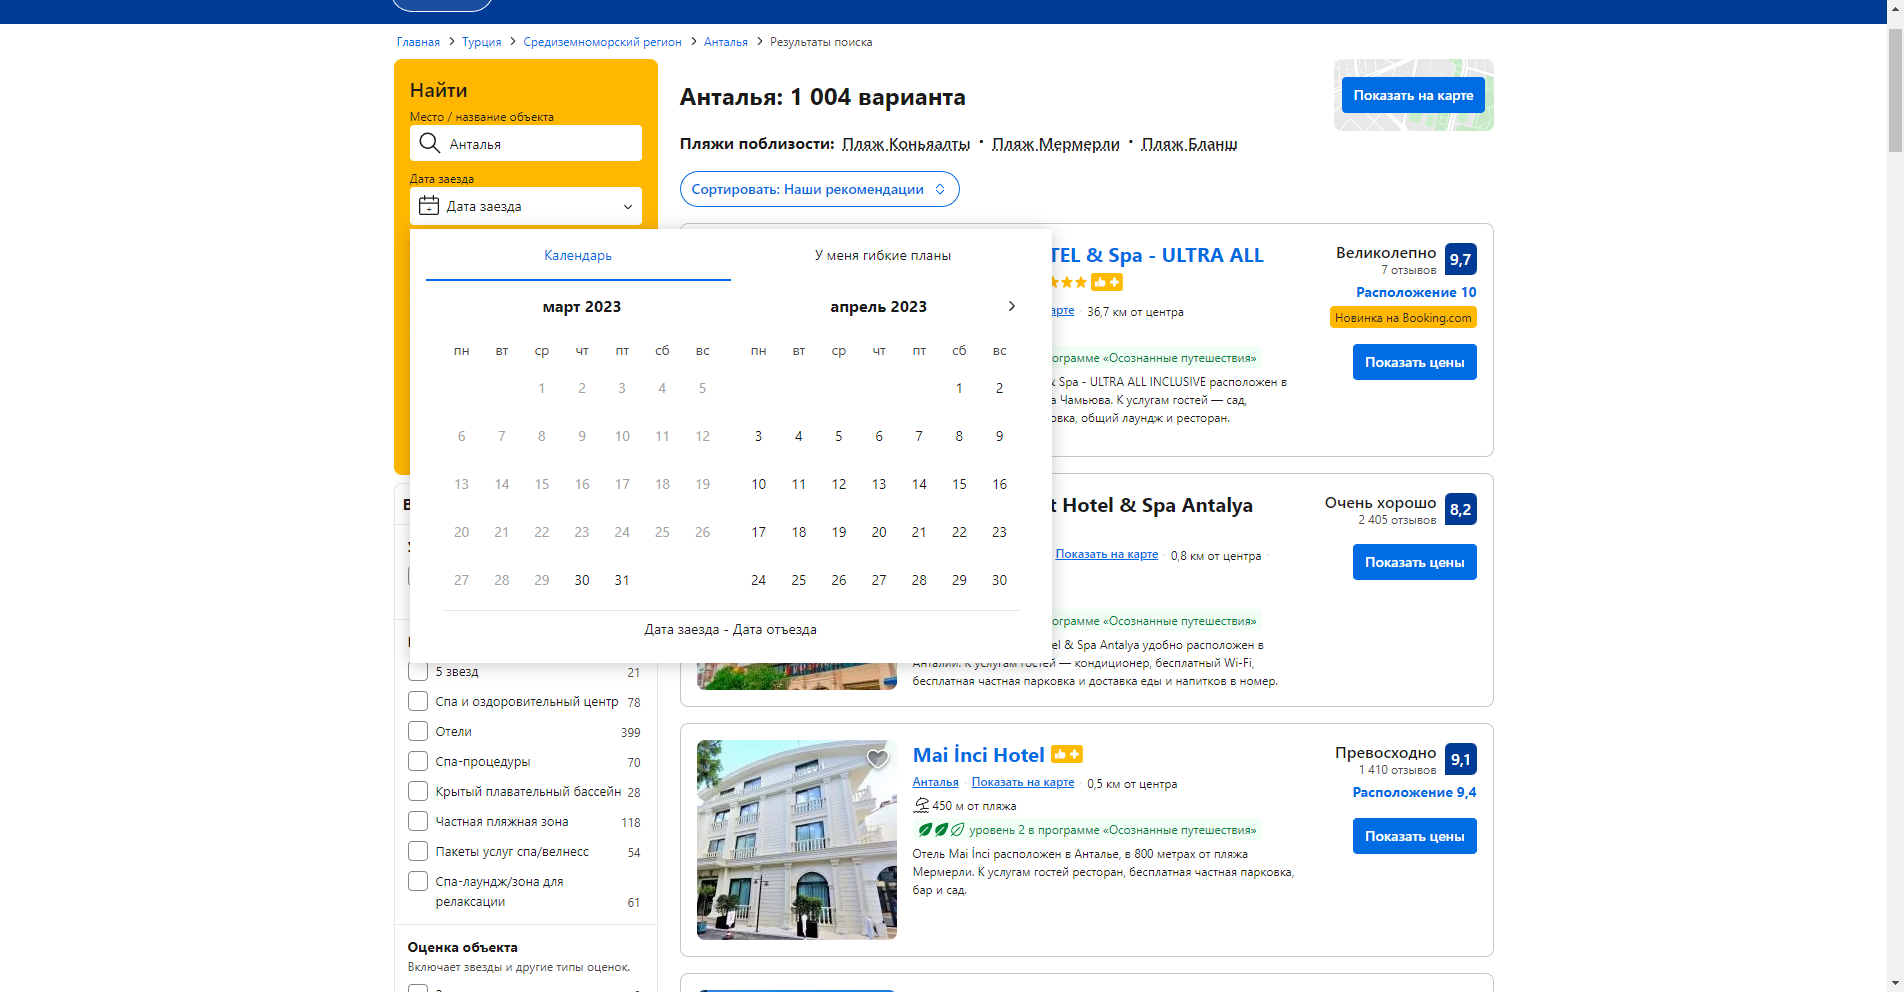 Главная > Турция > Средиземноморский регион > Анталья > Результаты поиска
Найти
Место / название объекта
Анталья
Дата заезда
Дата заезда
Календарь
У меня гибкие планы
март 2023
пн вт ср чт пт сб вс
1 2 3 4 5
6 7 8 9 10 11 12
13 14 15 16 17 18 19
20 21 22 23 24 25 26
27 28 29 30 31
апрель 2023
пн вт ср чт пт сб вс
1 2
3 4 5 6 7 8 9
10 11 12 13 14 15 16
17 18 19 20 21 22 23
24 25 26 27 28 29 30
Дата заезда - Дата отъезда
5 звезд 21
Спа и оздоровительный центр 78
Отели 399
Спа-процедуры 70
Крытый плавательный бассейн 28
Частная пляжная зона 118
Пакеты услуг спа/велнесс 54
Спа-лаундж/зона для
релаксации 61
Оценка объекта
Включает звезды и другие типы оценок.
Анталья: 1 004 варианта
Показать на карте
Пляжи поблизости: Пляж Коньяалты · Пляж Мермерли · Пляж Бланш
Сортировать: Наши рекомендации
TEL & Spa - ULTRA ALL
арте · 36,7 км от центра
рограмме «Осознанные путешествия»
& Spa - ULTRA ALL INCLUSIVE расположен в
а Чамьюва. К услугам гостей — сад,
овка, общий лаундж и ресторан.
Великолепно 9,7
7 отзывов
Расположение 10
Новинка на Booking.com
Показать цены
t Hotel & Spa Antalya
Показать на карте · 0,8 км от центра ·
рограмме «Осознанные путешествия»
el & Spa Antalya удобно расположен в
Анталии. К услугам гостей — кондиционер, бесплатный Wi-Fi,
бесплатная частная парковка и доставка еды и напитков в номер.
Очень хорошо 8,2
2 405 отзывов
Показать цены
Mai İnci Hotel
Анталья · Показать на карте · 0,5 км от центра
450 м от пляжа
уровень 2 в программе «Осознанные путешествия»
Отель Mai İnci расположен в Анталье, в 800 метрах от пляжа
Мермерли. К услугам гостей ресторан, бесплатная частная парковка,
бар и сад.
Превосходно 9,1
1 410 отзывов
Расположение 9,4
Показать цены